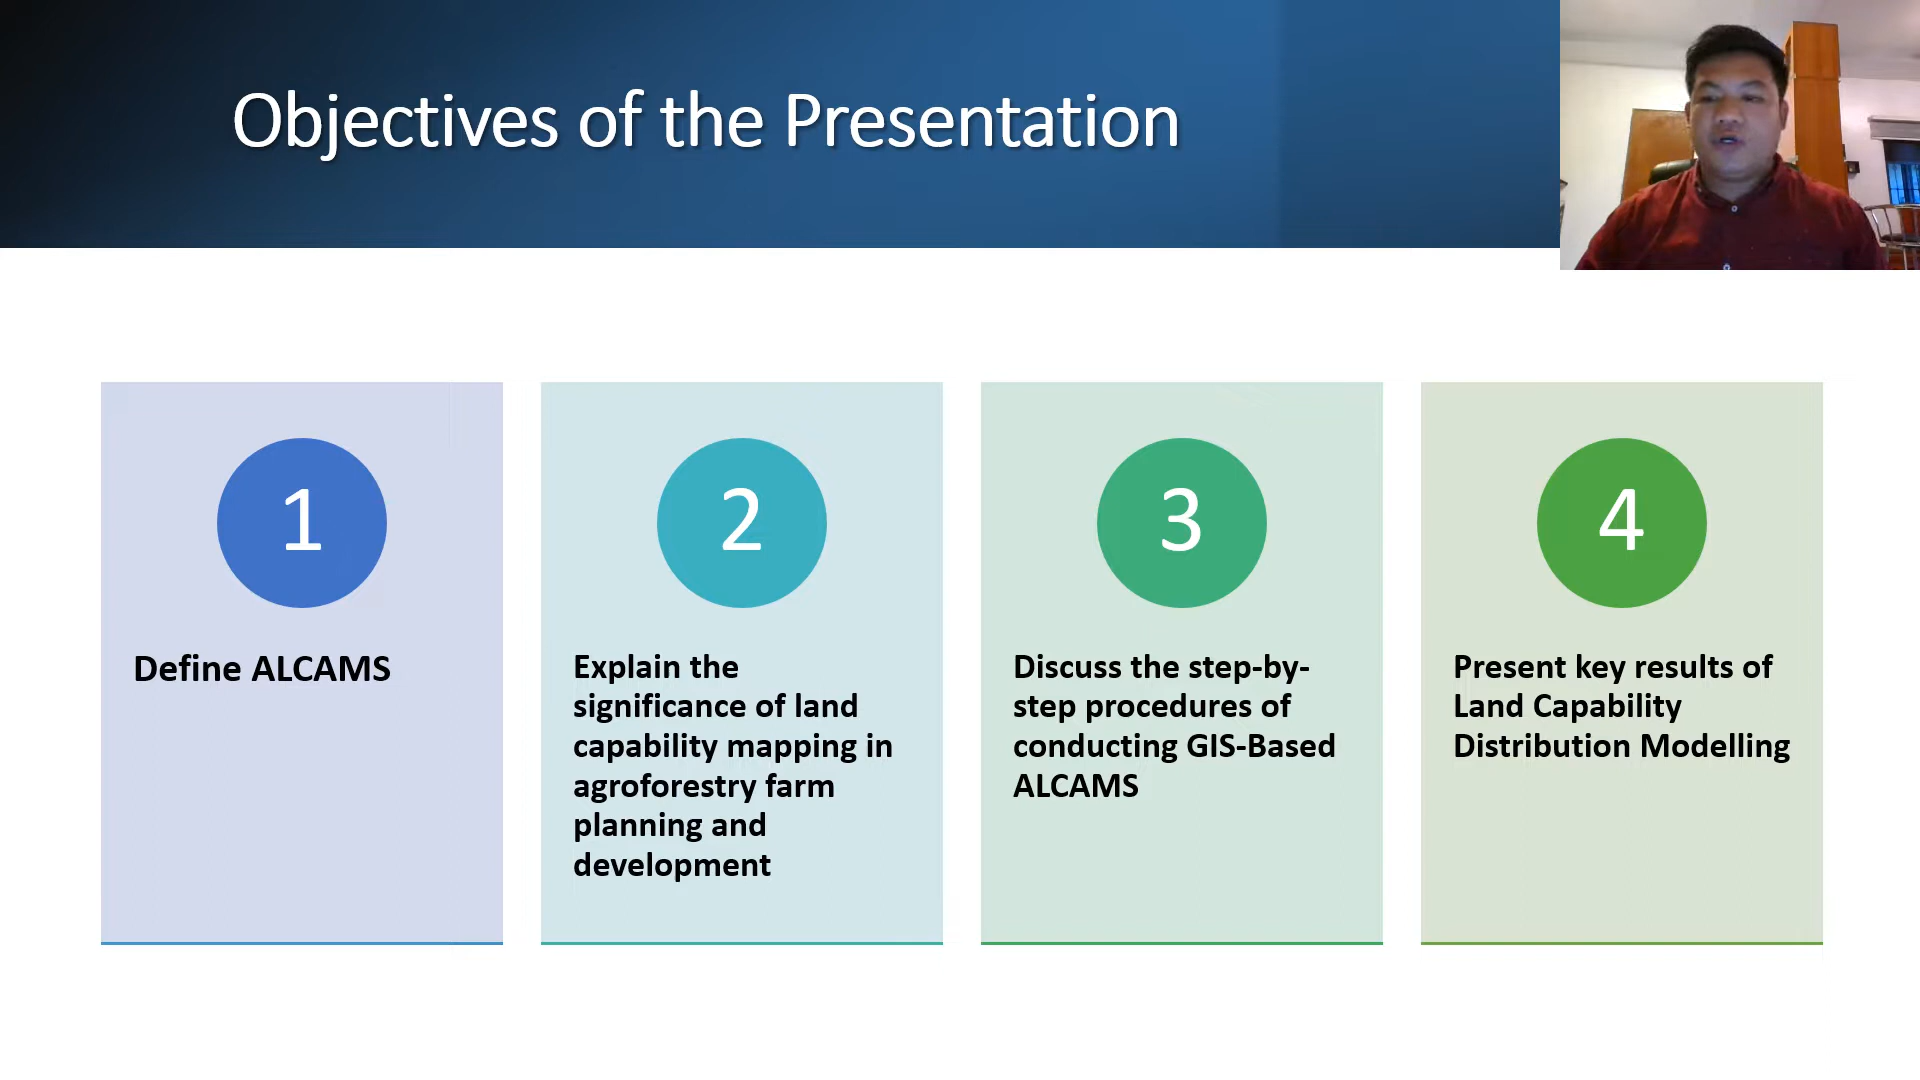 Objectives of the Presentation
1
Define ALCAMS
2
Explain the
significance of land
capability mapping in
agroforestry farm
planning and
development
3
Discuss the step-by-
step procedures of
conducting GIS-Based
ALCAMS
4
Present key results of
Land Capability
Distribution Modelling